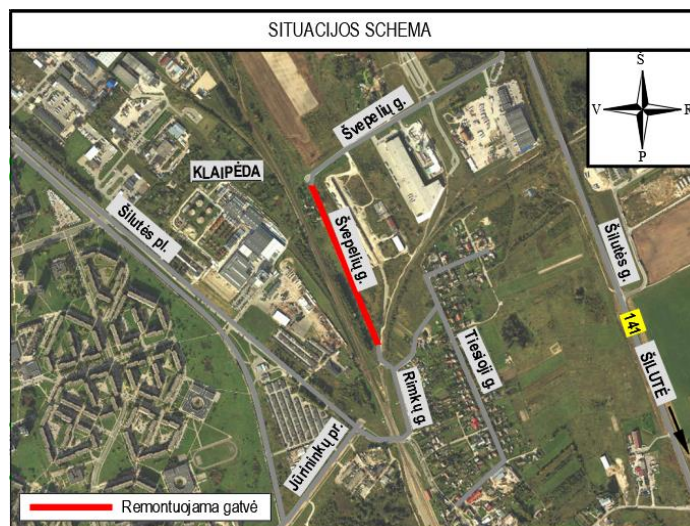 SITUACIJOS SCHEMA
Š
V
R
P
Švepelių g.
KLAIPĖDA
Šilutės pl.
Švepelių g.
Šilutės g.
141
ŠILUTĖ
Tiesioji g.
Rimkų g.
Jūrininkų pr.
Remontuojama gatvė